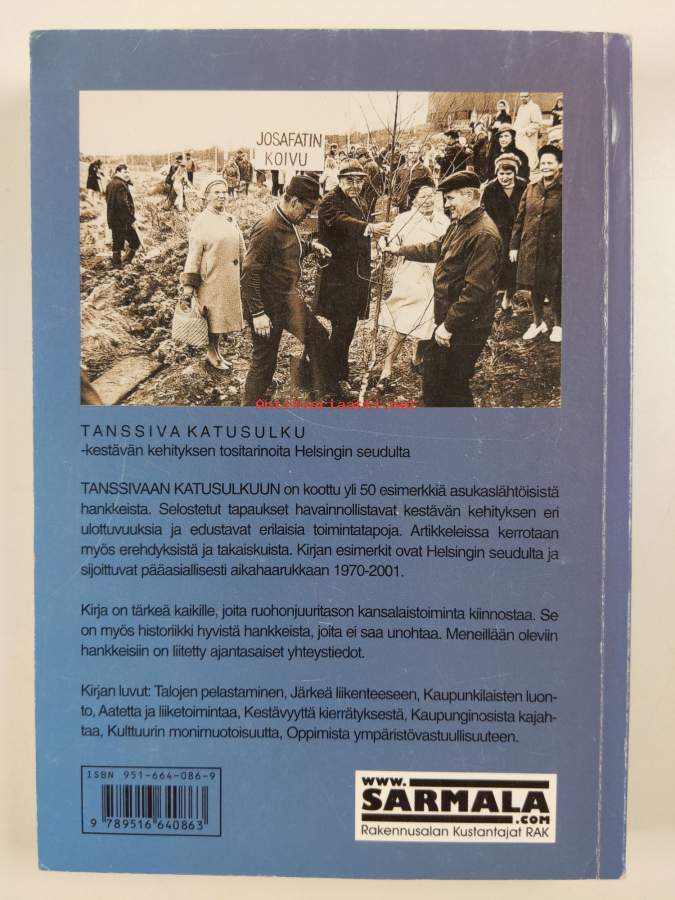 JOSAFATIN
KOIVU
Antikvariaatti.net
TANSSIVA KATUSULKU
-kestävän kehityksen tositarinoita Helsingin seudulta
TANSSIVAAN KATUSULKUUN on koottu yli 50 esimerkkiä asukaslähtöisistä
hankkeista. Selostetut tapaukset havainnollistavat kestävän kehityksen eri
ulottuvuuksia ja edustavat erilaisia toimintatapoja. Artikkeleissa kerrotaan
myös erehdyksistä ja takaiskuista. Kirjan esimerkit ovat Helsingin seudulta ja
sijoittuvat pääasiallisesti aikahaarukkaan 1970-2001.
Kirja on tärkeä kaikille, joita ruohonjuuritason kansalaistoiminta kiinnostaa. Se
on myös historiikki hyvistä hankkeista, joita ei saa unohtaa. Meneillään oleviin
hankkeisiin on liitetty ajantasaiset yhteystiedot.
Kirjan luvut: Talojen pelastaminen, Järkeä liikenteeseen, Kaupunkilaisten luon-
to, Aatetta ja liiketoimintaa, Kestävyyttä kierrätyksestä, Kaupunginosista kajah-
taa, Kulttuurin monimuotoisuutta, Oppimista ympäristövastuullisuuteen.
ISBN 951-664-086-9
9 789516 640863
WWW.
SARMALA
.COM
Rakennusalan Kustantajat RAK